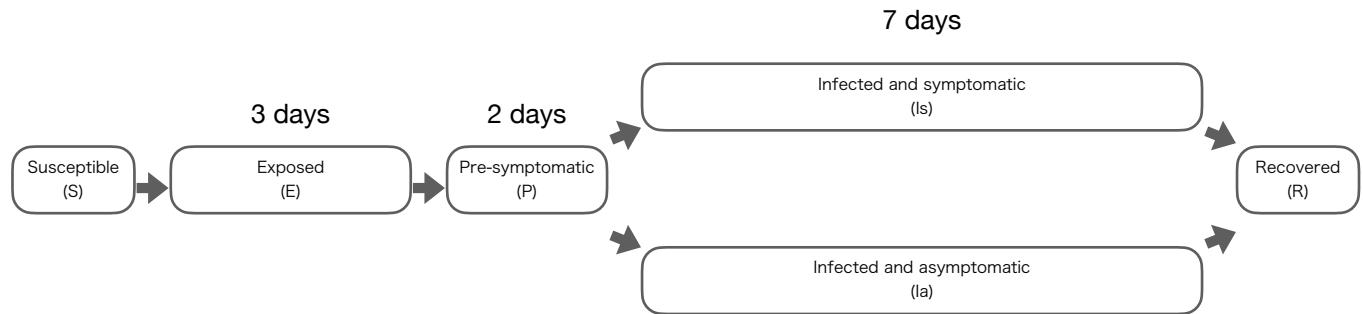 7 days
Infected and symptomatic
(Is)
3 days
2 days
Susceptible
(S)
Exposed
(E)
Pre-symptomatic
(P)
Recovered
(R)
Infected and asymptomatic
(Ia)